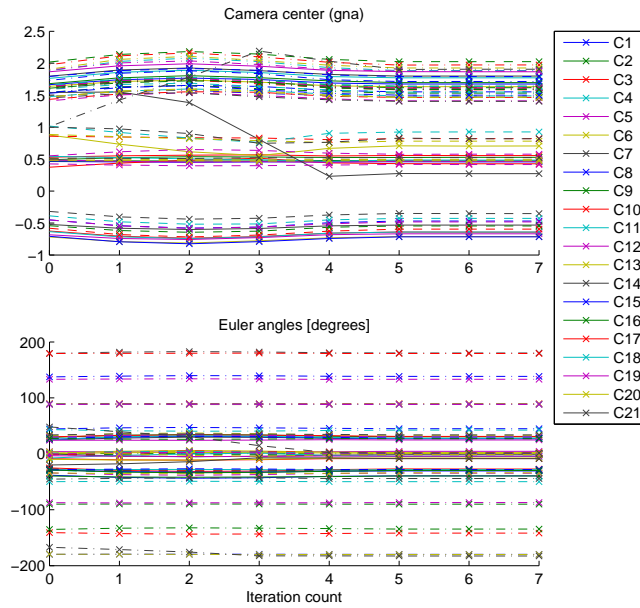 Camera center (gna)
2.5
2
1.5
1
0.5
0
−0.5
−1
0 1 2 3 4 5 6 7
Euler angles [degrees]
200
100
0
−100
−200
0 1 2 3 4 5 6 7
Iteration count
C1
C2
C3
C4
C5
C6
C7
C8
C9
C10
C11
C12
C13
C14
C15
C16
C17
C18
C19
C20
C21